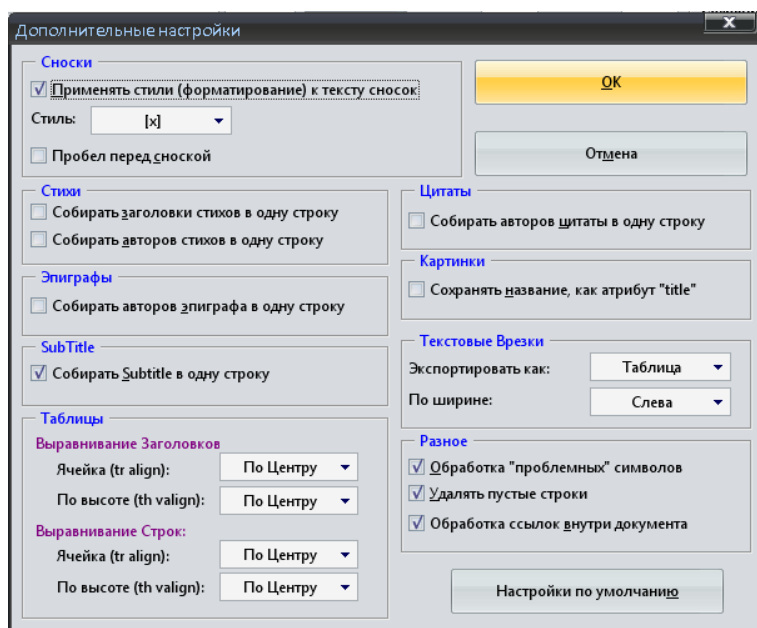 Дополнительные настройки
x
Сноски
Применять стили (форматирование) к тексту сносок
Стиль: [x]
Пробел перед сноской
OK
Отмена
Стихи
Собирать заголовки стихов в одну строку
Собирать авторов стихов в одну строку
Цитаты
Собирать авторов цитаты в одну строку
Эпиграфы
Собирать авторов эпиграфа в одну строку
Картинки
Сохранять название, как атрибут "title"
SubTitle
Собирать Subtitle в одну строку
Текстовые Врезки
Экспортировать как: Таблица
По ширине: Слева
Таблицы
Выравнивание Заголовков
Ячейка (tr align): По Центру
По высоте (th valign): По Центру
Выравнивание Строк:
Ячейка (tr align): По Центру
По высоте (th valign): По Центру
Разное
Обработка "проблемных" символов
Удалять пустые строки
Обработка ссылок внутри документа
Настройки по умолчанию